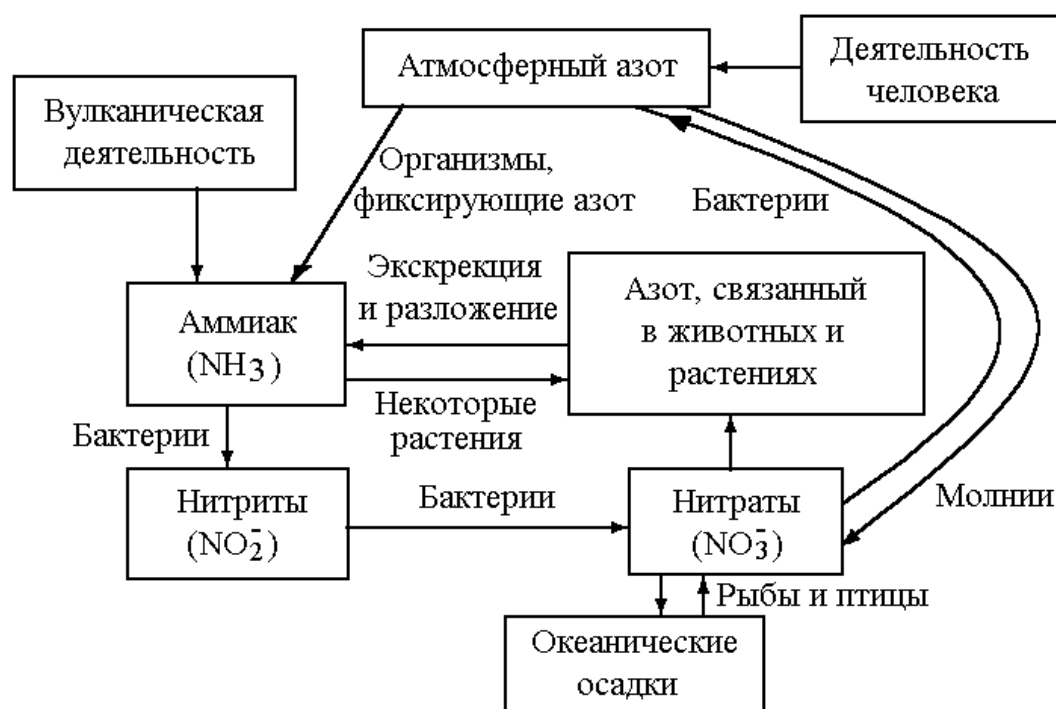 Атмосферный азот
Деятельность
человека
Вулканическая
деятельность
Организмы,
фиксирующие азот
Бактерии
Экскрекция
и разложение
Азот, связанный
в животных и
растениях
Аммиак
(NH3)
Некоторые
растения
Бактерии
Нитриты
(NO2⁻)
Бактерии
Нитраты
(NO3⁻)
Молнии
Рыбы и птицы
Океанические
осадки